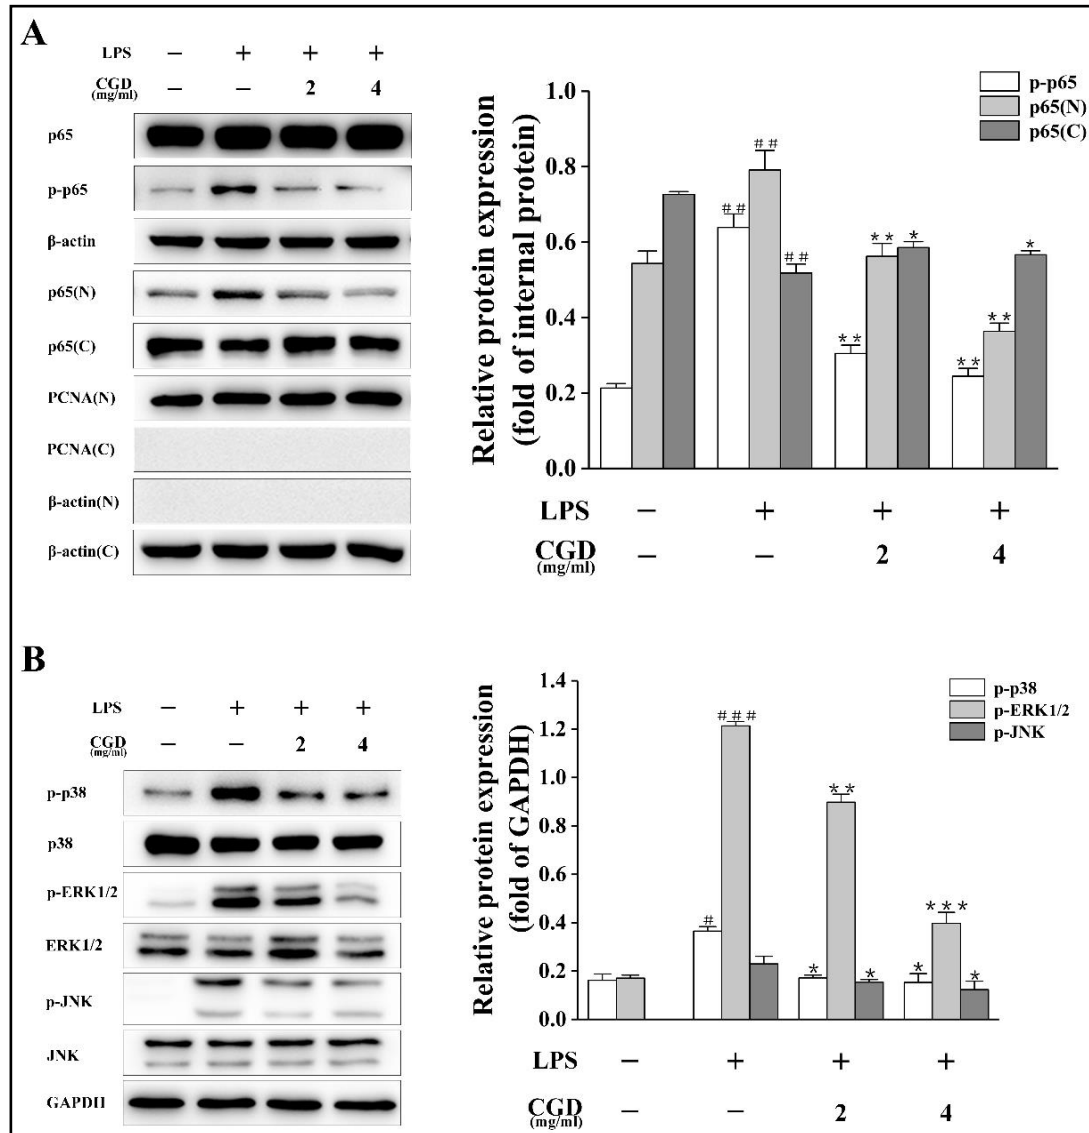 A
LPS − + + +
CGD (mg/ml) − − 2 4
p65
p-p65
β-actin
p65(N)
p65(C)
PCNA(N)
PCNA(C)
β-actin(N)
β-actin(C)
Relative protein expression
(fold of internal protein)
1.0
0.8
0.6
0.4
0.2
0.0
p-p65
p65(N)
p65(C)
## ## ##
** ** *
** ** *
LPS − + + +
CGD (mg/ml) − − 2 4
B
LPS − + + +
CGD (mg/ml) − − 2 4
p-p38
p38
p-ERK1/2
ERK1/2
p-JNK
JNK
GAPDH
Relative protein expression
(fold of GAPDH)
1.4
1.2
1.0
0.8
0.6
0.4
0.2
0.0
p-p38
p-ERK1/2
p-JNK
# ###
* ** *
* *** *
LPS − + + +
CGD (mg/ml) − − 2 4